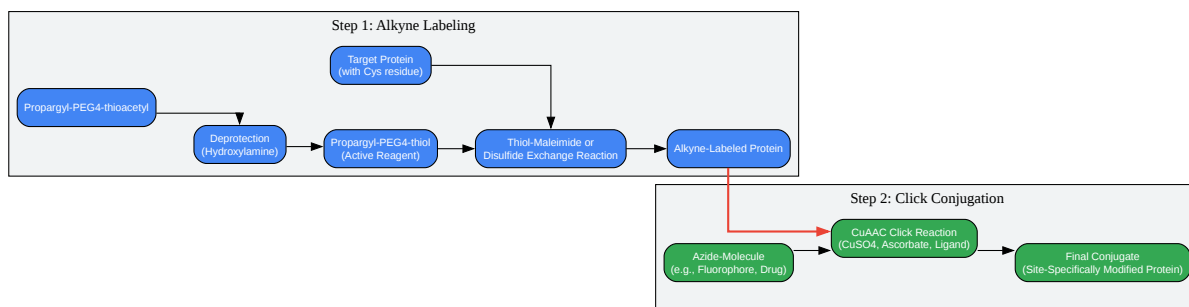 Step 1: Alkyne Labeling
Target Protein
(with Cys residue)
Propargyl-PEG4-thioacetyl
Deprotection
(Hydroxylamine)
Propargyl-PEG4-thiol
(Active Reagent)
Thiol-Maleimide or
Disulfide Exchange Reaction
Alkyne-Labeled Protein
Step 2: Click Conjugation
CuAAC Click Reaction
(CuSO4, Ascorbate, Ligand)
Azide-Molecule
(e.g., Fluorophore, Drug)
Final Conjugate
(Site-Specifically Modified Protein)